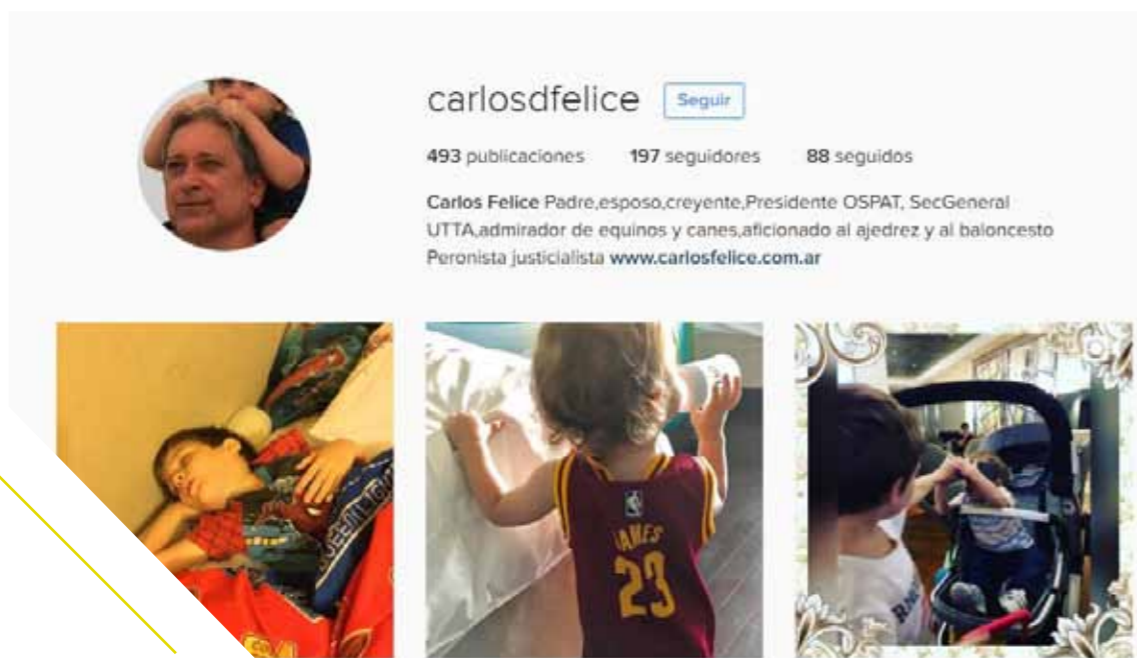 carlosdfelice Seguir
493 publicaciones 197 seguidores 88 seguidos
Carlos Felice Padre,esposo,creyente,Presidente OSPAT, SecGeneral
UTTA,admirador de equinos y canes,aficionado al ajedrez y al baloncesto
Peronista justicialista www.carlosfelice.com.ar
JAMES
23